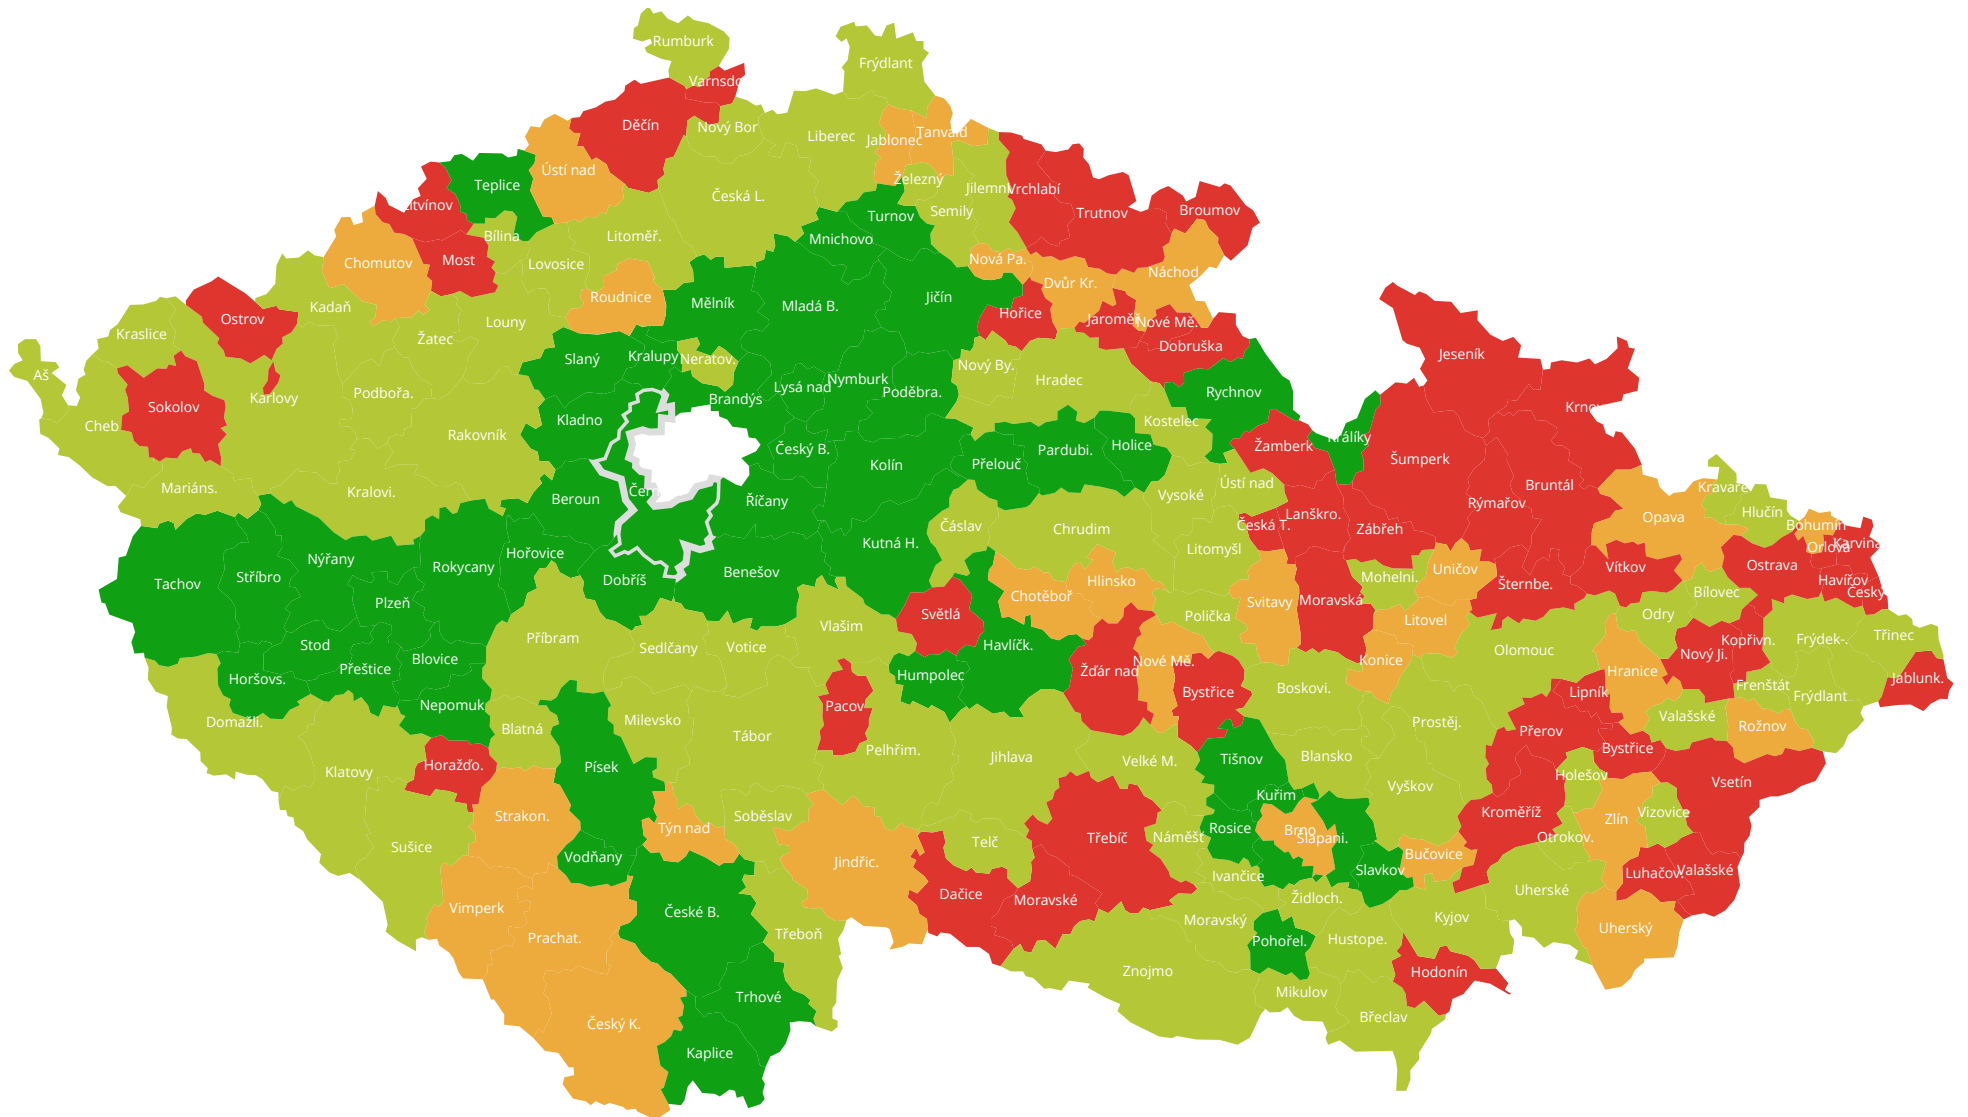 Rumburk
Frýdlant
Varnsdo
Děčín
Nový Bor
Liberec
Jablonec
Tanvald
Ústí nad
Teplice
Železný
Jilemni
Vrchlabí
Česká L.
Litvínov
Semily
Trutnov
Broumov
Turnov
Bílina
Litoměř.
Mnichovo
Most
Chomutov
Lovosice
Nová Pa.
Náchod
Dvůr Kr.
Roudnice
Mělník
Mladá B.
Jičín
Kadaň
Ostrov
Louny
Hořice
Jaroměř
Nové Mě.
Kraslice
Žatec
Dobruška
Jeseník
Slaný
Kralupy
Neratov.
Nový By.
Aš
Hradec
Nymburk
Lysá nad
Poděbra.
Rychnov
Podbořa.
Karlovy
Brandýs
Sokolov
Krnov
Cheb
Kladno
Kostelec
Rakovník
Králíky
Český B.
Pardubi.
Holice
Žamberk
Kolín
Přelouč
Šumperk
Mariáns.
Kralovi.
Beroun
Čern
Říčany
Vysoké
Ústí nad
Bruntál
Kravaře
Rýmařov
Hlučín
Lanškro.
Opava
Čáslav
Chrudim
Česká T.
Zábřeh
Bohumín
Kutná H.
Orlová
Karviná
Hořovice
Litomyšl
Nýřany
Rokycany
Stříbro
Tachov
Dobříš
Benešov
Hlinsko
Mohelni.
Uničov
Vítkov
Ostrava
Šternbe.
Havířov
Český
Chotěboř
Plzeň
Svitavy
Moravská
Bílovec
Světlá
Polička
Litovel
Odry
Vlašim
Příbram
Třinec
Frýdek-.
Kopřivn.
Stod
Sedlčany
Votice
Havlíčk.
Olomouc
Nový Ji.
Blovice
Přeštice
Konice
Nové Mě.
Žďár nad
Hranice
Horšovs.
Humpolec
Jablunk.
Boskovi.
Frenštát
Bystřice
Lipník
Frýdlant
Nepomuk
Pacov
Valašské
Domažli.
Milevsko
Prostěj.
Rožnov
Blatná
Přerov
Tábor
Pelhřim.
Bystřice
Jihlava
Blansko
Tišnov
Velké M.
Horažďo.
Písek
Klatovy
Holešov
Vsetín
Vyškov
Kuřim
Strakon.
Soběslav
Kroměříž
Vizovice
Zlín
Týn nad
Rosice
Brno
Šlapani.
Třebíč
Náměšť
Otrokov.
Telč
Sušice
Vodňany
Jindřic.
Bučovice
Slavkov
Valašské
Luhačov.
Ivančice
Uherské
Dačice
Židloch.
Moravské
Vimperk
České B.
Kyjov
Moravský
Uherský
Třeboň
Prachat.
Pohořel.
Hustope.
Znojmo
Hodonín
Mikulov
Trhové
Břeclav
Český K.
Kaplice